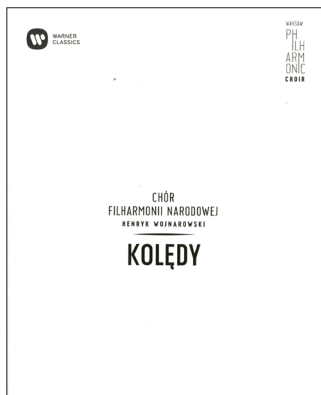 WARNER
CLASSICS
WARSAW
PH
ILH
ARM
ONIC
CHOIR
CHÓR
FILHARMONII NARODOWEJ
HENRYK WOJNAROWSKI
KOLĘDY